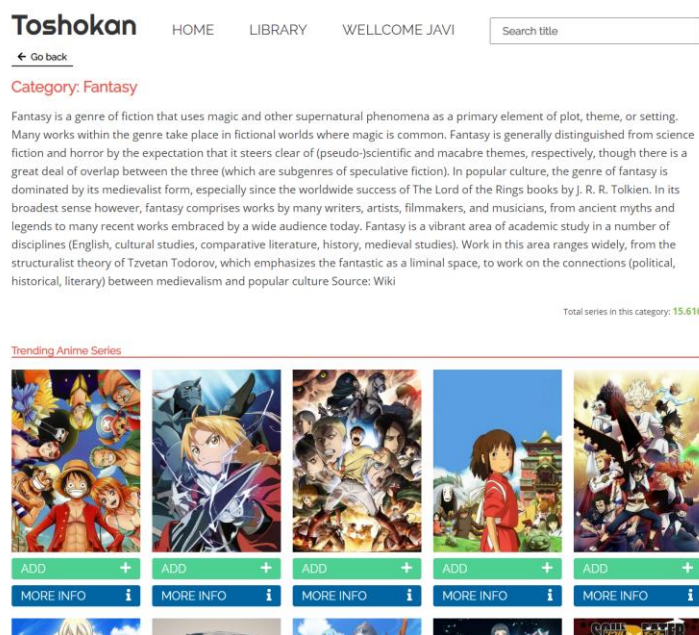 Toshokan
HOME LIBRARY WELLCOME JAVI Search title
← Go back
Category: Fantasy
Fantasy is a genre of fiction that uses magic and other supernatural phenomena as a primary element of plot, theme, or setting.
Many works within the genre take place in fictional worlds where magic is common. Fantasy is generally distinguished from science
fiction and horror by the expectation that it steers clear of (pseudo-)scientific and macabre themes, respectively, though there is a
great deal of overlap between the three (which are subgenres of speculative fiction). In popular culture, the genre of fantasy is
dominated by its medievalist form, especially since the worldwide success of The Lord of the Rings books by J. R. R. Tolkien. In its
broadest sense however, fantasy comprises works by many writers, artists, filmmakers, and musicians, from ancient myths and
legends to many recent works embraced by a wide audience today. Fantasy is a vibrant area of academic study in a number of
disciplines (English, cultural studies, comparative literature, history, medieval studies). Work in this area ranges widely, from the
structuralist theory of Tzvetan Todorov, which emphasizes the fantastic as a liminal space, to work on the connections (political,
historical, literary) between medievalism and popular culture Source: Wiki
Total series in this category: 15.616
Trending Anime Series
ADD + ADD + ADD + ADD + ADD +
MORE INFO i MORE INFO i MORE INFO i MORE INFO i MORE INFO i
SOUL EATER